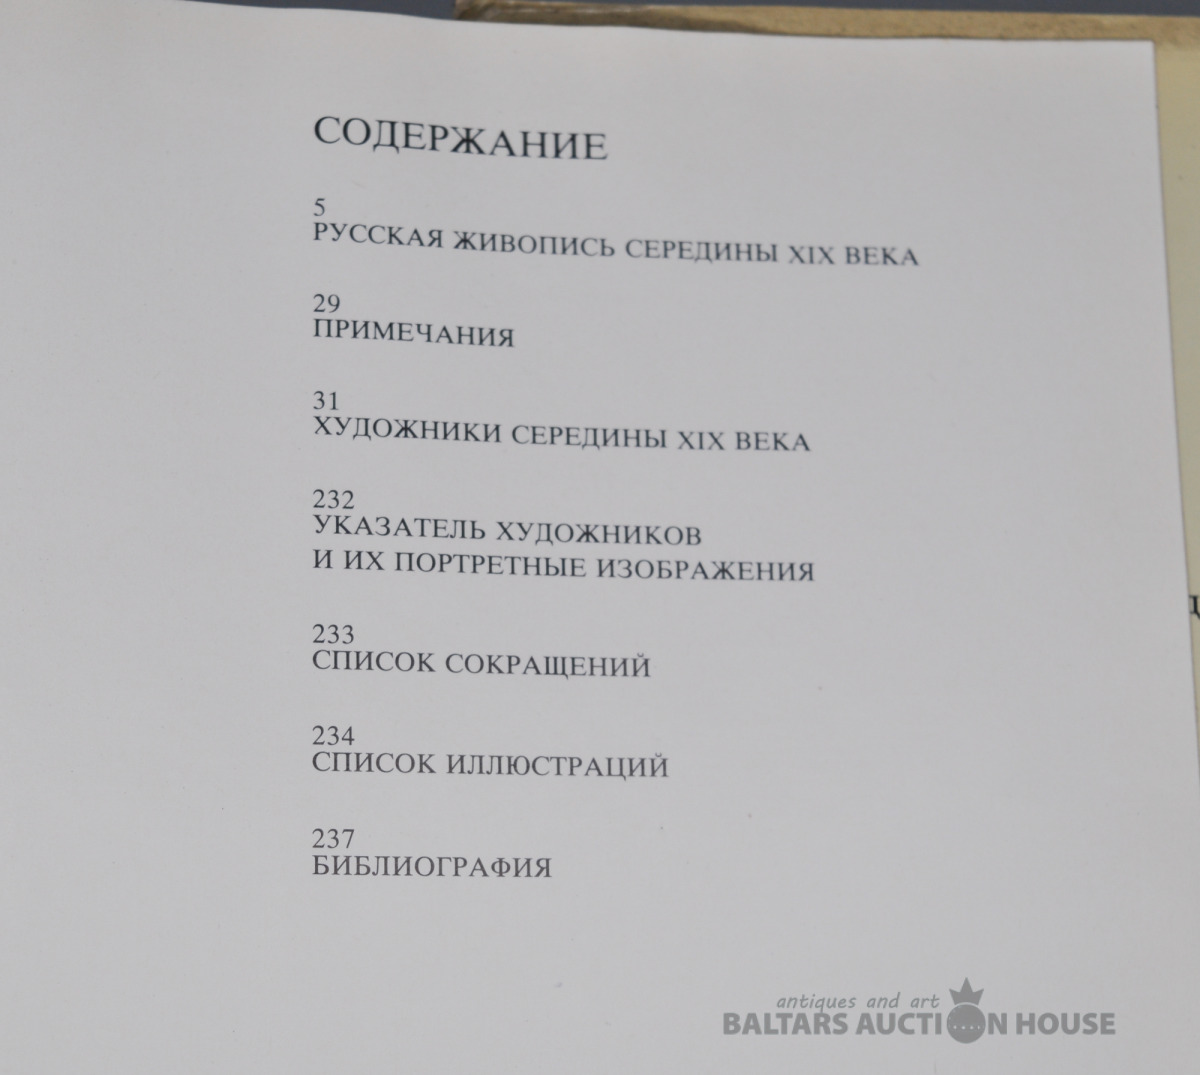 СОДЕРЖАНИЕ
5
РУССКАЯ ЖИВОПИСЬ СЕРЕДИНЫ XIX ВЕКА
29
ПРИМЕЧАНИЯ
31
ХУДОЖНИКИ СЕРЕДИНЫ XIX ВЕКА
232
УКАЗАТЕЛЬ ХУДОЖНИКОВ
И ИХ ПОРТРЕТНЫЕ ИЗОБРАЖЕНИЯ
233
СПИСОК СОКРАЩЕНИЙ
234
СПИСОК ИЛЛЮСТРАЦИЙ
237
БИБЛИОГРАФИЯ
antiques and art
BALTARS AUCTION HOUSE